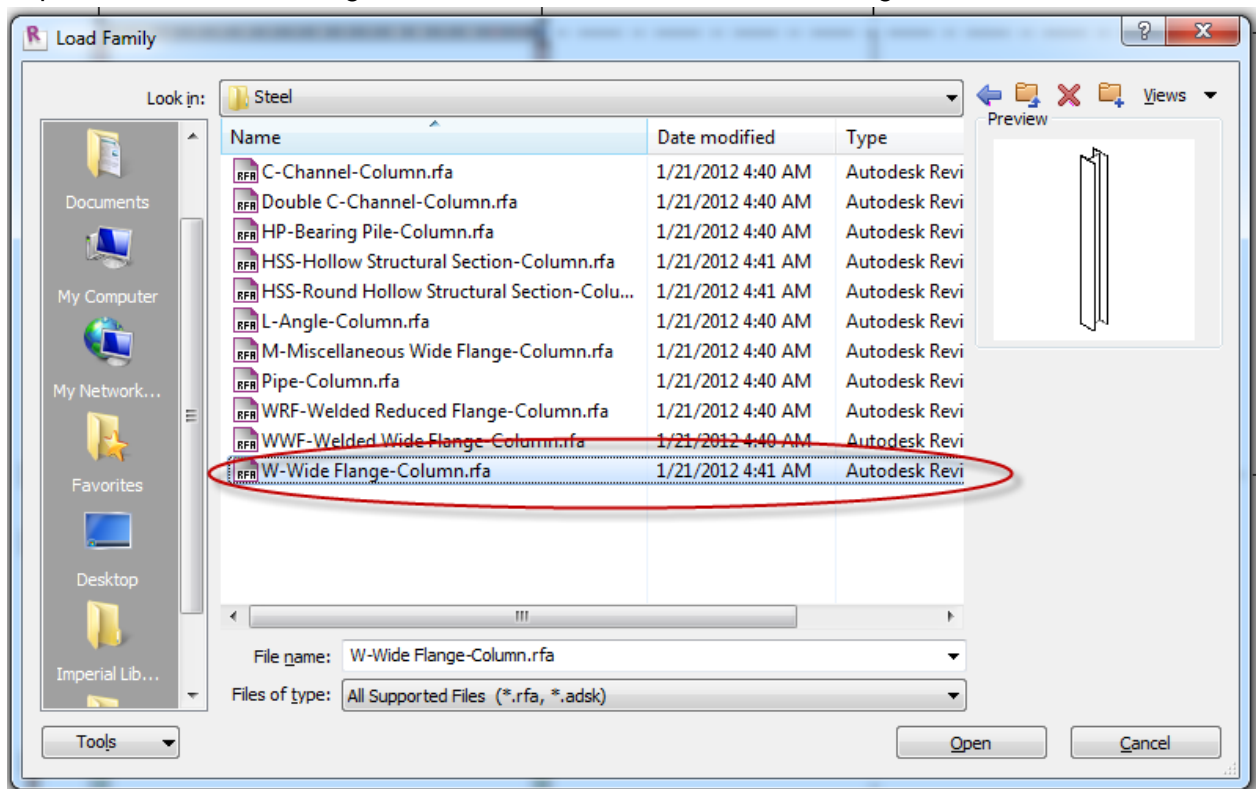 Load Family
Look in: Steel Views
Preview
Name Date modified Type
C-Channel-Column.rfa 1/21/2012 4:40 AM Autodesk Revi
Double C-Channel-Column.rfa 1/21/2012 4:40 AM Autodesk Revi
HP-Bearing Pile-Column.rfa 1/21/2012 4:40 AM Autodesk Revi
HSS-Hollow Structural Section-Column.rfa 1/21/2012 4:41 AM Autodesk Revi
HSS-Round Hollow Structural Section-Colu... 1/21/2012 4:41 AM Autodesk Revi
L-Angle-Column.rfa 1/21/2012 4:40 AM Autodesk Revi
M-Miscellaneous Wide Flange-Column.rfa 1/21/2012 4:40 AM Autodesk Revi
Pipe-Column.rfa 1/21/2012 4:40 AM Autodesk Revi
WRF-Welded Reduced Flange-Column.rfa 1/21/2012 4:40 AM Autodesk Revi
WWF-Welded Wide Flange-Column.rfa 1/21/2012 4:40 AM Autodesk Revi
W-Wide Flange-Column.rfa 1/21/2012 4:41 AM Autodesk Revi
Documents
My Computer
My Network...
Favorites
Desktop
Imperial Lib...
File name: W-Wide Flange-Column.rfa
Files of type: All Supported Files (*.rfa, *.adsk)
Tools Open Cancel